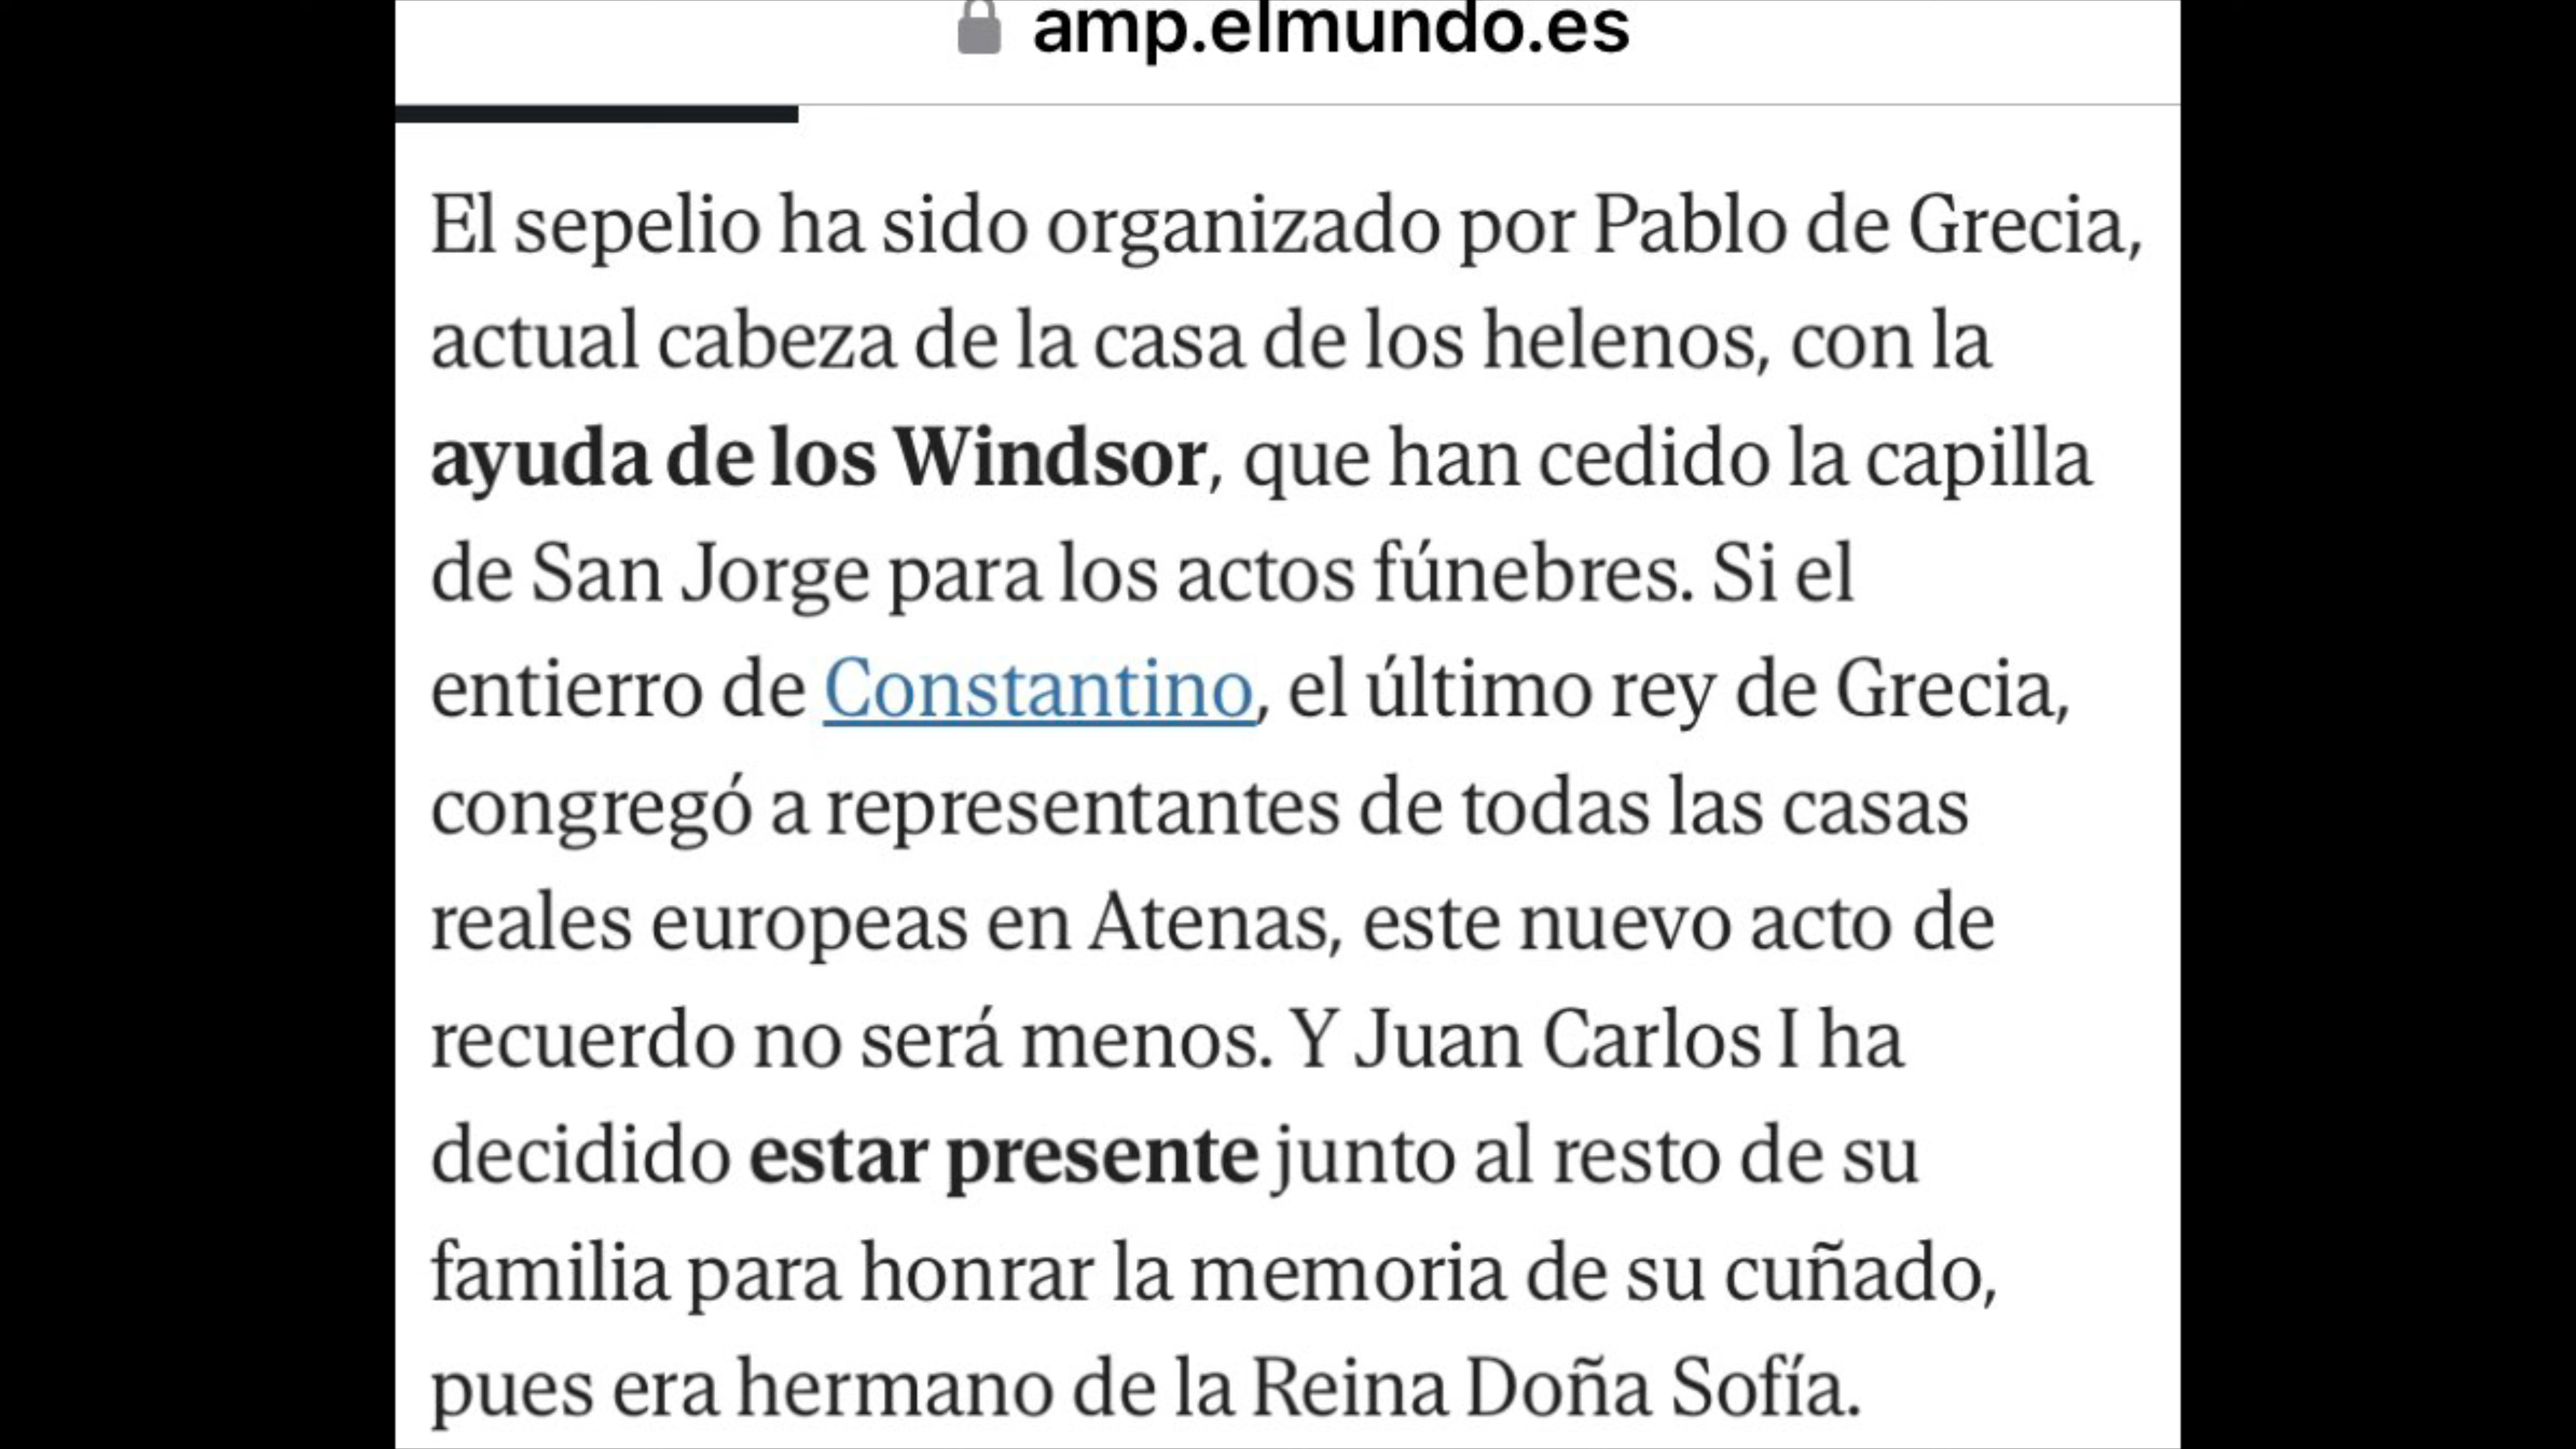 amp.elmundo.es
El sepelio ha sido organizado por Pablo de Grecia,
actual cabeza de la casa de los helenos, con la
ayuda de los Windsor, que han cedido la capilla
de San Jorge para los actos fúnebres. Si el
entierro de Constantino, el último rey de Grecia,
congregó a representantes de todas las casas
reales europeas en Atenas, este nuevo acto de
recuerdo no será menos. Y Juan Carlos I ha
decidido estar presente junto al resto de su
familia para honrar la memoria de su cuñado,
pues era hermano de la Reina Doña Sofía.